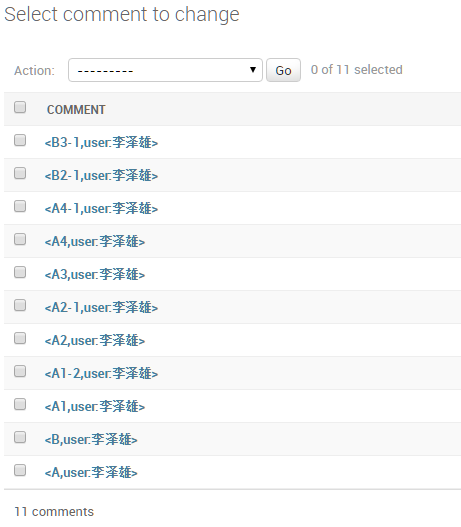 Select comment to change
Action: --------- Go 0 of 11 selected
COMMENT
<B3-1,user:李泽雄>
<B2-1,user:李泽雄>
<A4-1,user:李泽雄>
<A4,user:李泽雄>
<A3,user:李泽雄>
<A2-1,user:李泽雄>
<A2,user:李泽雄>
<A1-2,user:李泽雄>
<A1,user:李泽雄>
<B,user:李泽雄>
<A,user:李泽雄>
11 comments